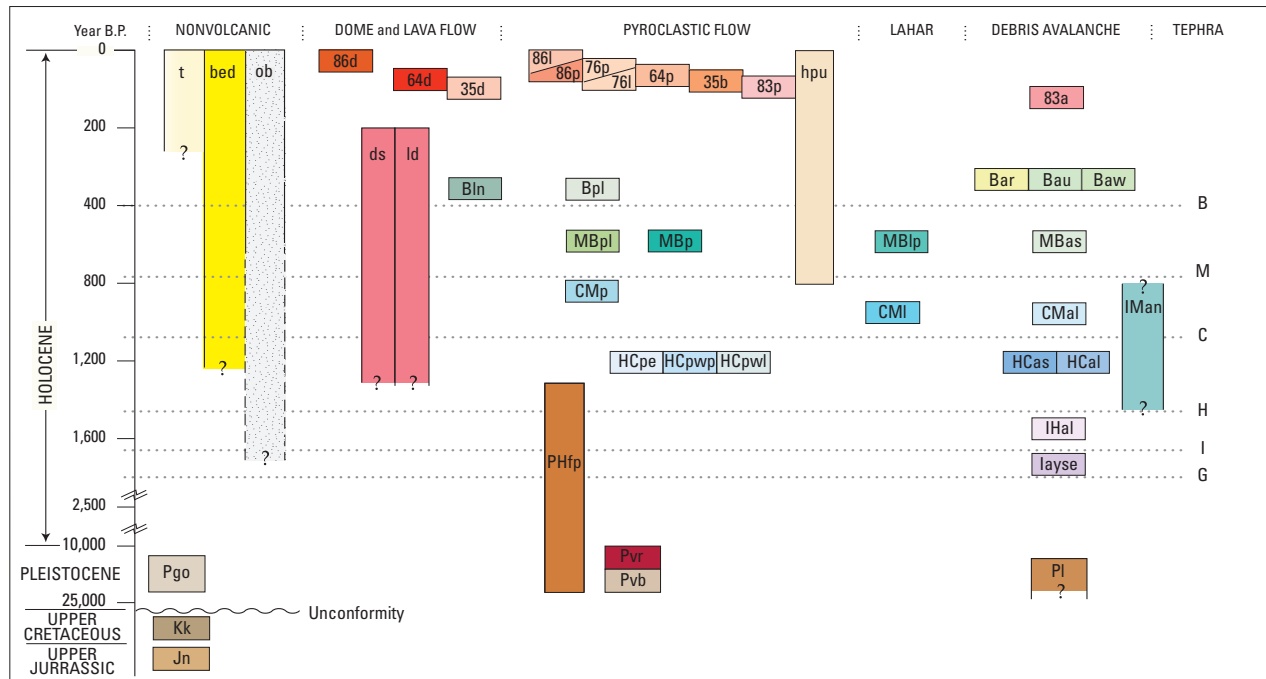 Year B.P. NONVOLCANIC DOME and LAVA FLOW PYROCLASTIC FLOW LAHAR DEBRIS AVALANCHE TEPHRA
0
t bed ob 86d 86l 86p 76p 76l 64p 35b 83p hpu
64d 35d 83a
200
?
ds ld
Bln Bpl Bar Bau Baw
400 B
MBpl MBp MBlp MBas
M
800
CMp ?
CMl CMal IMan
C
1,200 HCpe HCpwp HCpwl HCas HCal
? ? ?
? H
HOLOCENE
1,600 IHal
I
? PHfp Iayse
G
2,500
10,000
Pvr
PLEISTOCENE Pgo Pvb Pl
?
25,000
Unconformity
UPPER
CRETACEOUS Kk
UPPER
JURRASSIC Jn